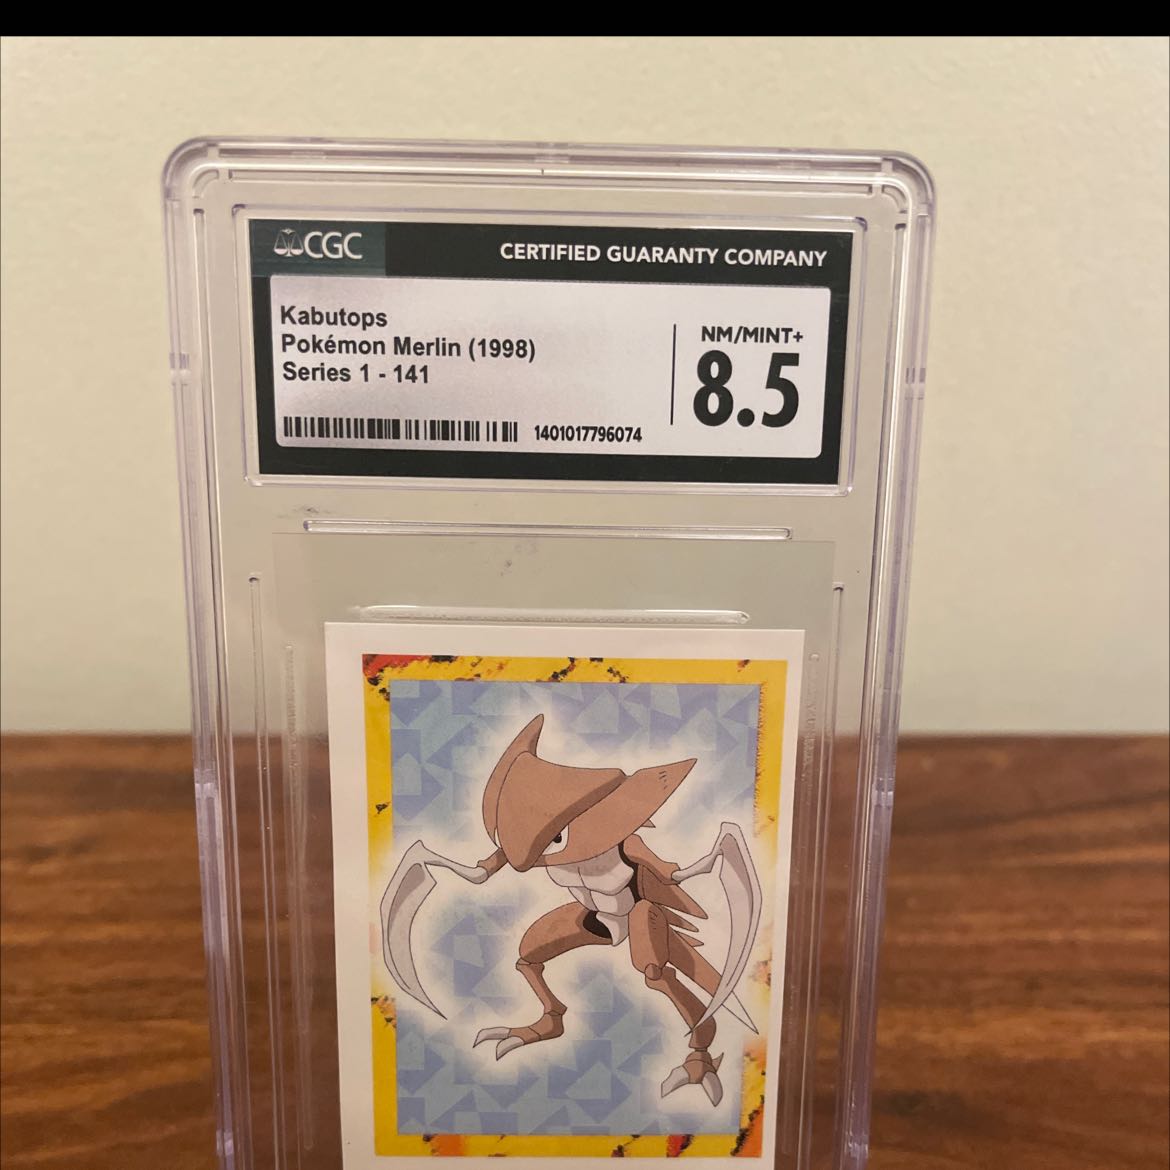 CGC
CERTIFIED GUARANTY COMPANY
Kabutops
Pokémon Merlin (1998)
Series 1 - 141
NM/MINT+
8.5
1401017796074